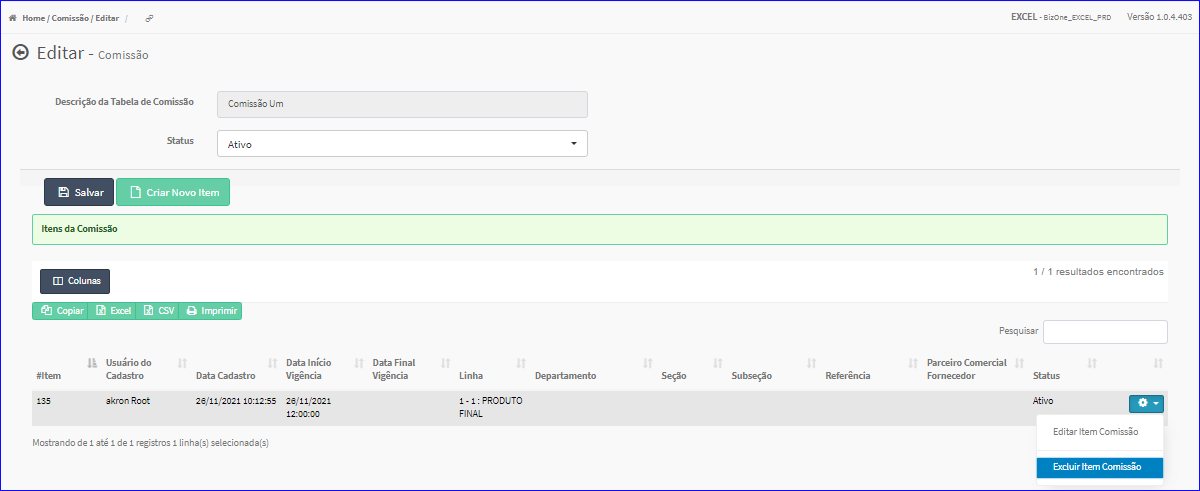 Home / Comissão / Editar /
EXCEL - BizOne_EXCEL_PRD Versão 1.0.4.403
Editar - Comissão
Descrição da Tabela de Comissão
Comissão Um
Status
Ativo
Salvar
Criar Novo Item
Itens da Comissão
Colunas
1 / 1 resultados encontrados
Copiar Excel CSV Imprimir
Pesquisar
#Item
Usuário do
Cadastro
Data Cadastro
Data Início
Vigência
Data Final
Vigência
Linha
Departamento
Seção
Subseção
Referência
Parceiro Comercial
Fornecedor
Status
135
akron Root
26/11/2021 10:12:55
26/11/2021
12:00:00
1 - 1 : PRODUTO
FINAL
Ativo
Mostrando de 1 até 1 de 1 registros 1 linha(s) selecionada(s)
Editar Item Comissão
Excluir Item Comissão